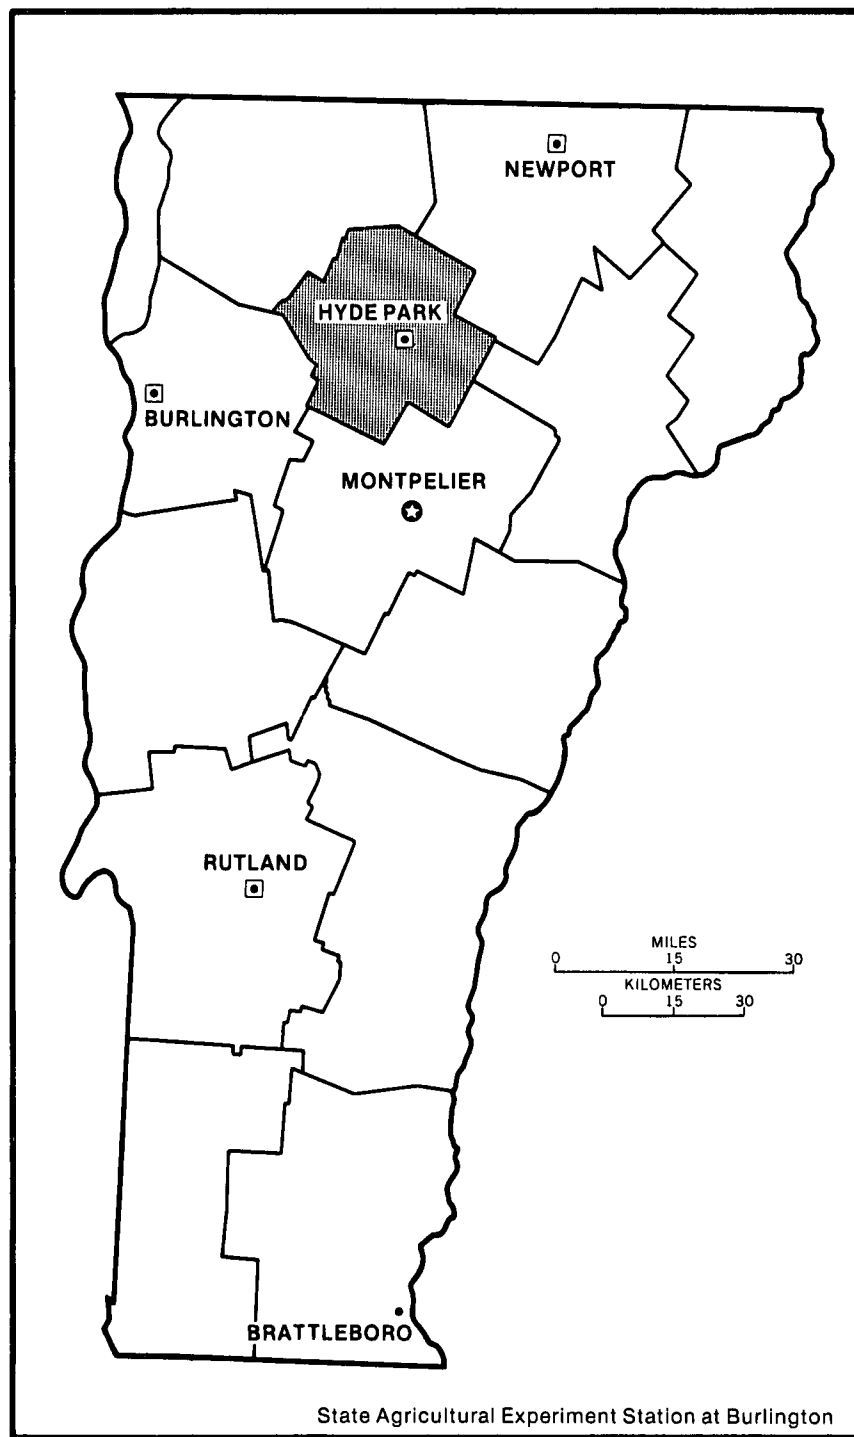 NEWPORT
HYDE PARK
BURLINGTON
MONTPELIER
RUTLAND
MILES
0 15 30
KILOMETERS
0 15 30
BRATTLEBORO
State Agricultural Experiment Station at Burlington